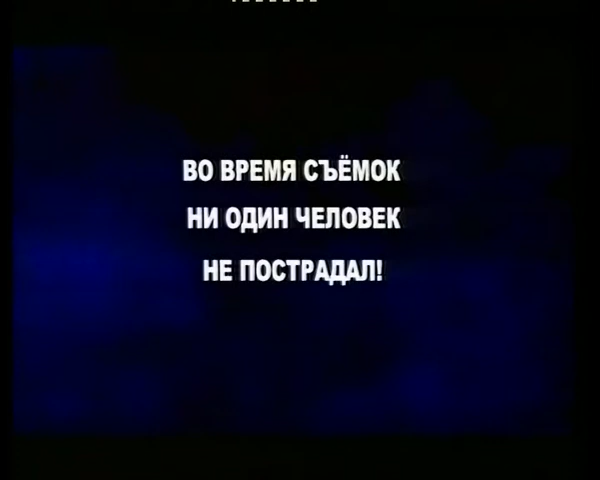 ВО ВРЕМЯ СЪЁМОК
НИ ОДИН ЧЕЛОВЕК
НЕ ПОСТРАДАЛ!